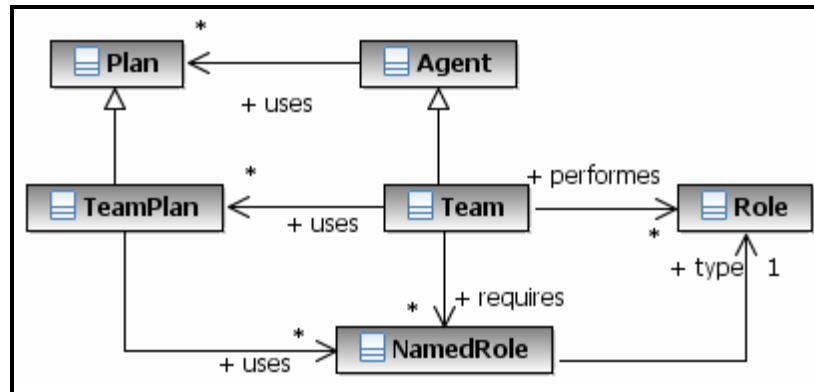 *
Plan
Agent
+ uses
*
+ performes
TeamPlan
Team
Role
+ uses
*
+ type 1
* + requires
*
NamedRole
+ uses